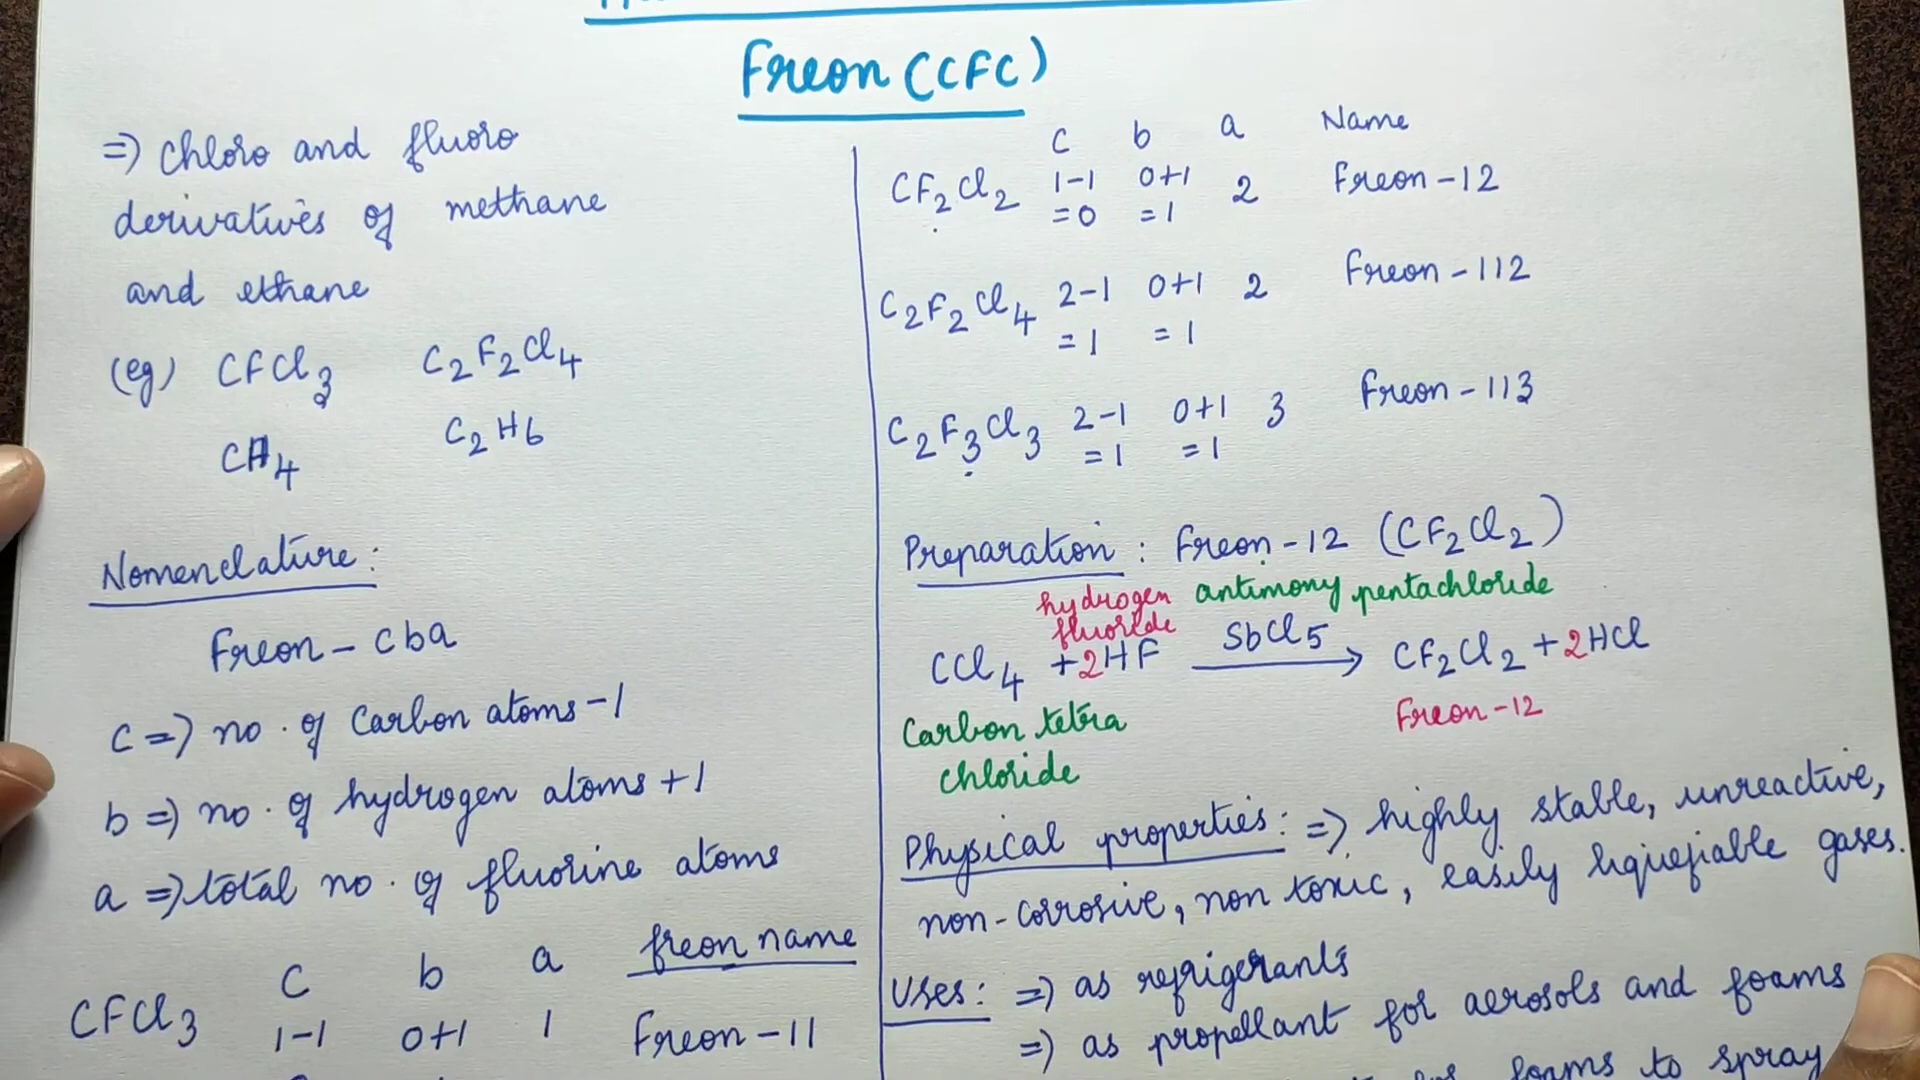 Freon (CFC)
=> chloro and fluoro
derivatives of methane
and ethane
(eg) CFCl3 C2F2Cl4
CH4 C2H6
Nomenclature:
Freon - cba
c => no. of carbon atoms - 1
b => no. of hydrogen atoms + 1
a => total no. of fluorine atoms
c b a freon name
CFCl3 1-1 0+1 1 Freon - 11
c b a Name
CF2Cl2 1-1 0+1 2 Freon - 12
=0 =1
C2F2Cl4 2-1 0+1 2 Freon - 112
=1 =1
C2F3Cl3 2-1 0+1 3 Freon - 113
=1 =1
Preparation: Freon - 12 (CF2Cl2)
hydrogen antimony pentachloride
fluoride
CCl4 + 2HF SbCl5 → CF2Cl2 + 2HCl
Carbon tetra Freon - 12
chloride
Physical properties: => highly stable, unreactive,
non-corrosive, non toxic, easily liquefiable gases.
Uses: => as refrigerants
=> as propellant for aerosols and foams
foams to spray